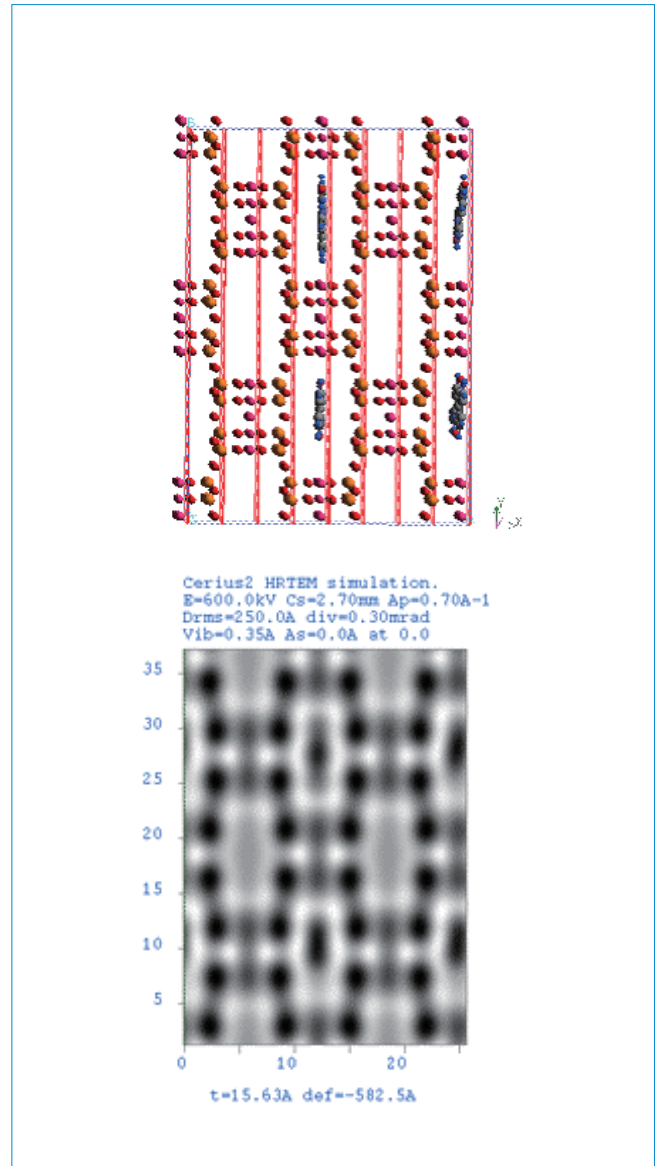 B
Y
X
Cerius2 HRTEM simulation.
E=600.0kV Cs=2.70mm Ap=0.70A-1
Drms=250.0A div=0.30mrad
Vib=0.35A As=0.0A at 0.0
35
30
25
20
15
10
5
0 10 20
t=15.63A def=-582.5A